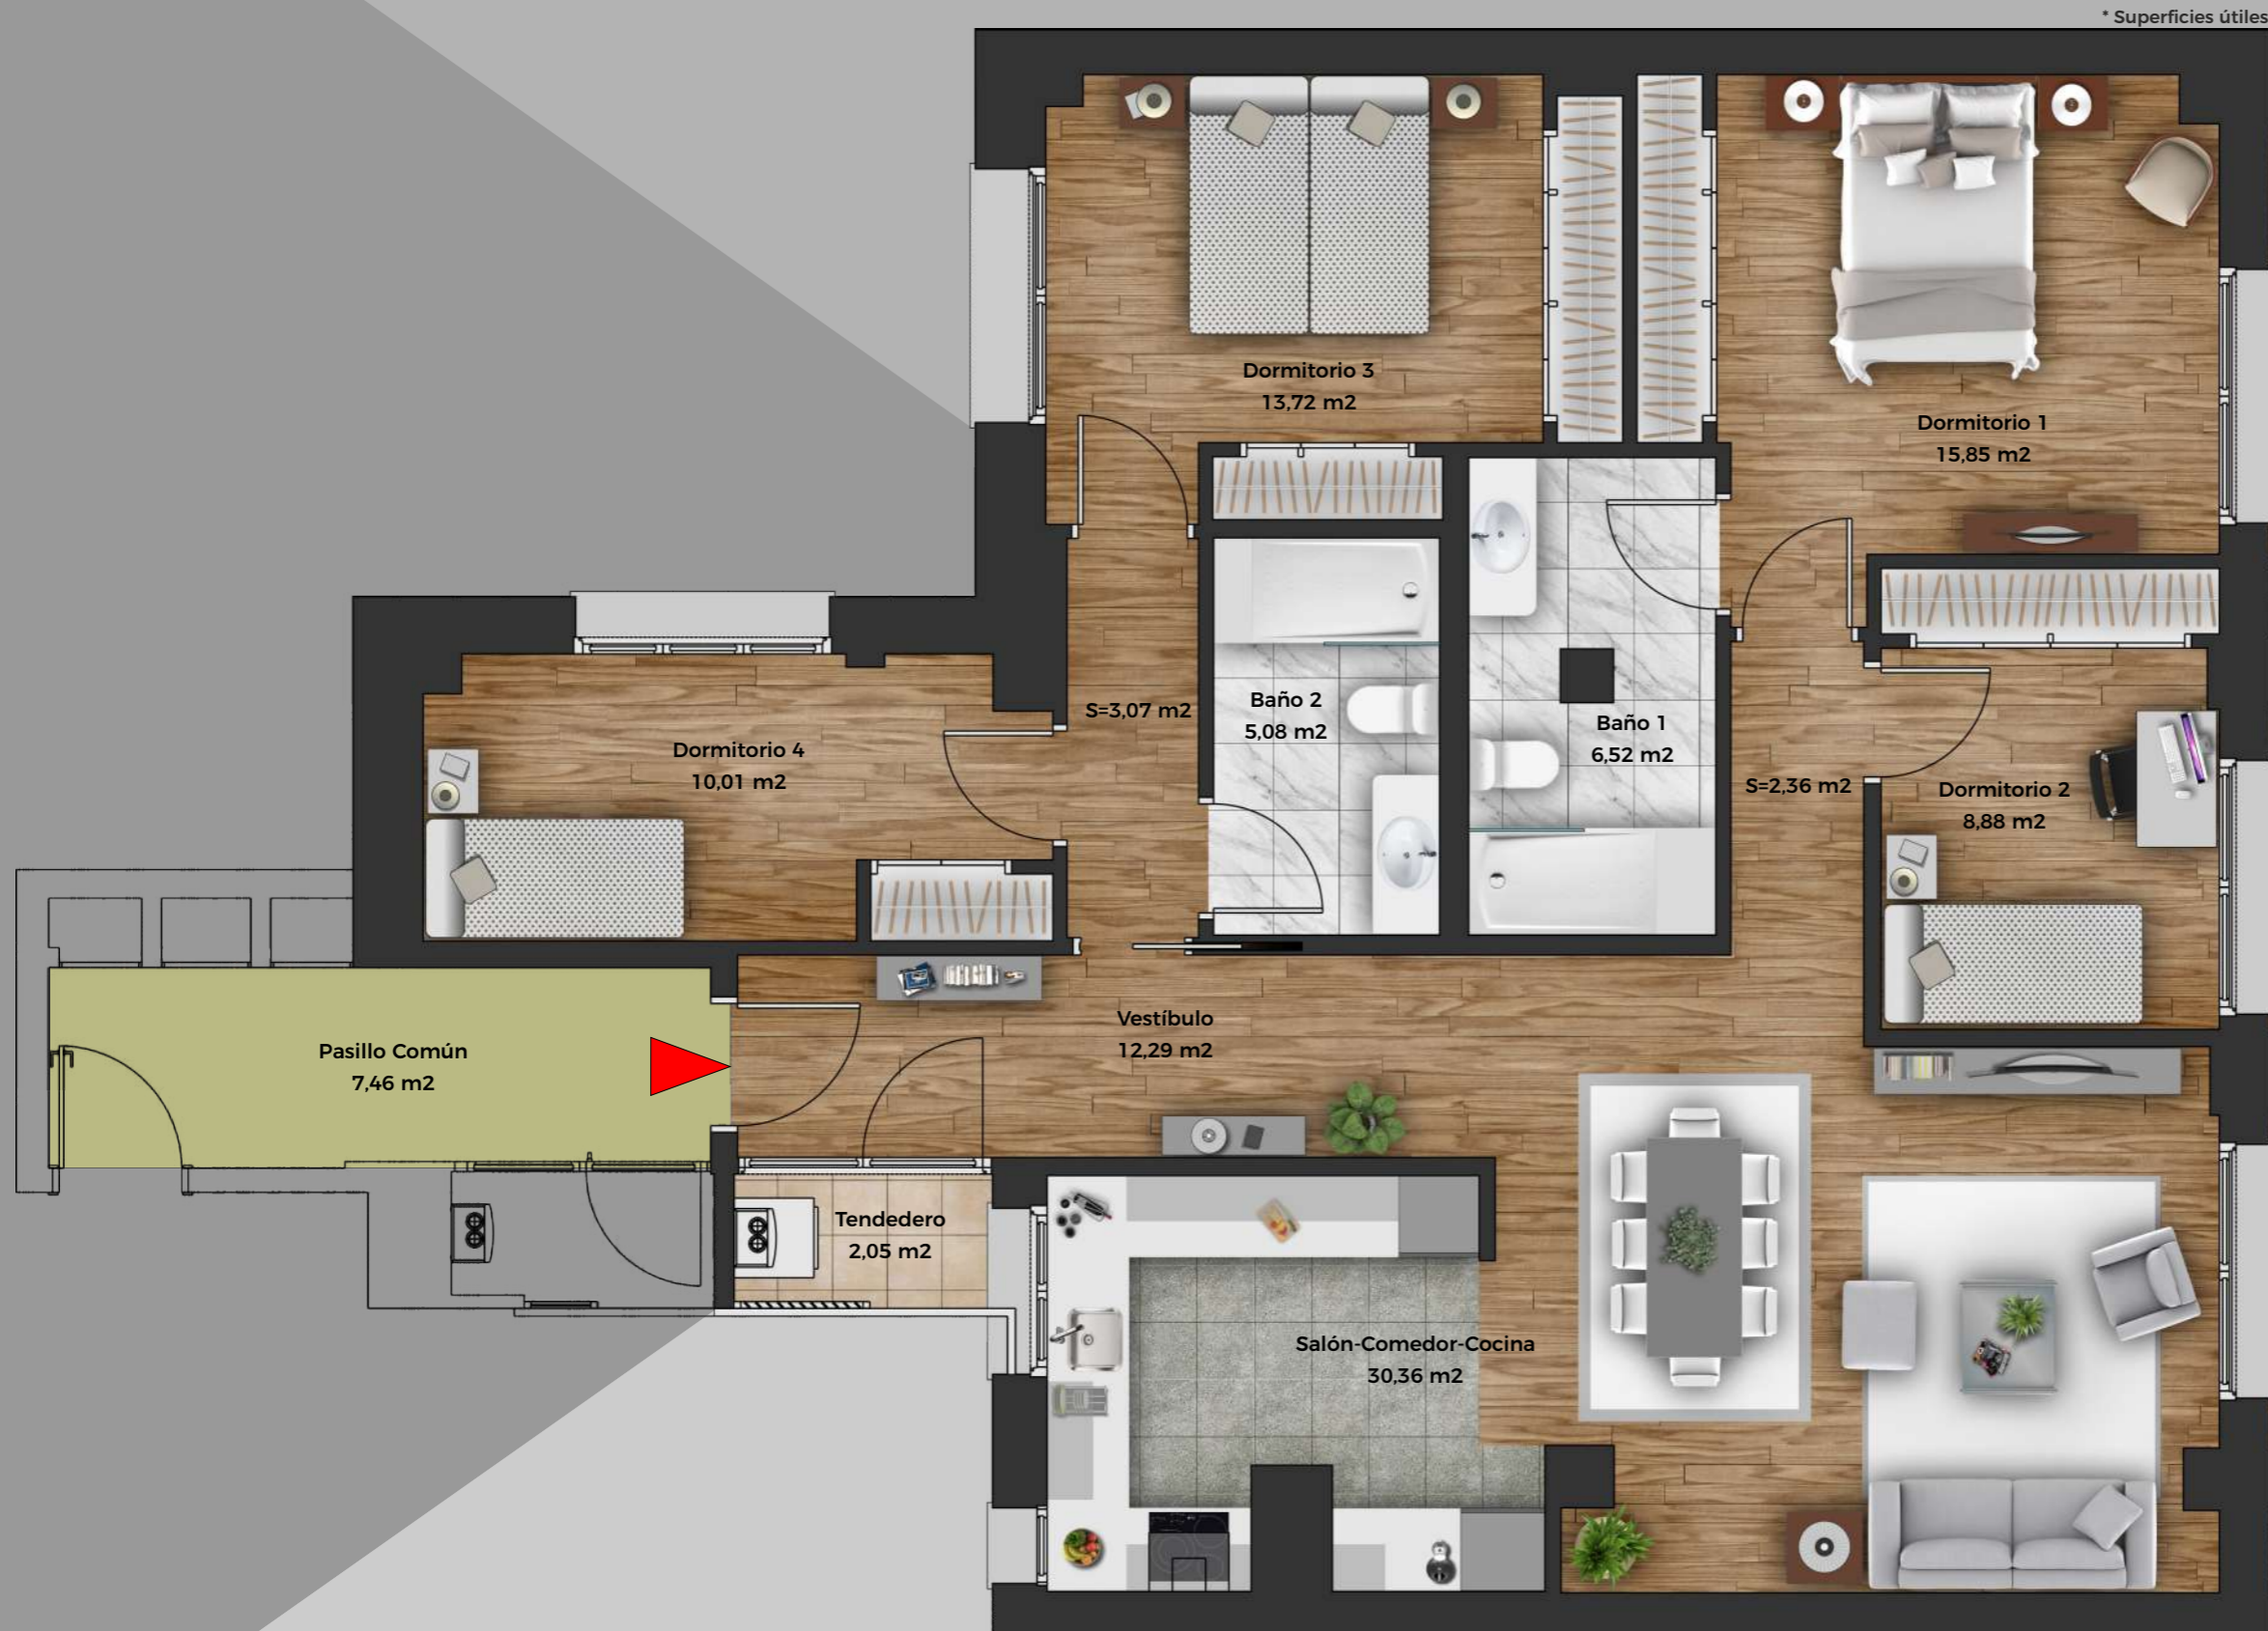 * Superficies útiles
Dormitorio 3
13,72 m2
Dormitorio 1
15,85 m2
S=3,07 m2
Baño 2
5,08 m2
Baño 1
6,52 m2
Dormitorio 4
10,01 m2
S=2,36 m2
Dormitorio 2
8,88 m2
Vestíbulo
12,29 m2
Pasillo Común
7,46 m2
Tendedero
2,05 m2
Salón-Comedor-Cocina
30,36 m2